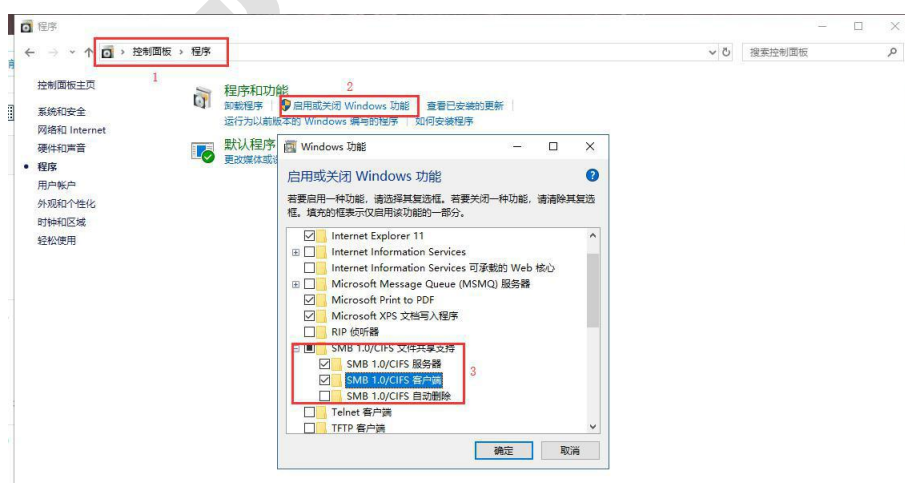 程序
控制面板 › 程序
搜索控制面板
1
控制面板主页
系统和安全
网络和 Internet
硬件和声音
程序
用户帐户
外观和个性化
时钟和区域
轻松使用
程序和功能
2
卸载程序
启用或关闭 Windows 功能
查看已安装的更新
运行为以前版本的 Windows 编写的程序
如何安装程序
默认程序
更改媒体或
Windows 功能
启用或关闭 Windows 功能
若要启用一种功能，请选择其复选框。若要关闭一种功能，请清除其复选
框。填充的框表示仅启用该功能的一部分。
Internet Explorer 11
Internet Information Services
Internet Information Services 可承载的 Web 核心
Microsoft Message Queue (MSMQ) 服务器
Microsoft Print to PDF
Microsoft XPS 文档写入程序
RIP 侦听器
SMB 1.0/CIFS 文件共享支持
SMB 1.0/CIFS 服务器
SMB 1.0/CIFS 客户端
3
SMB 1.0/CIFS 自动删除
Telnet 客户端
TFTP 客户端
确定
取消